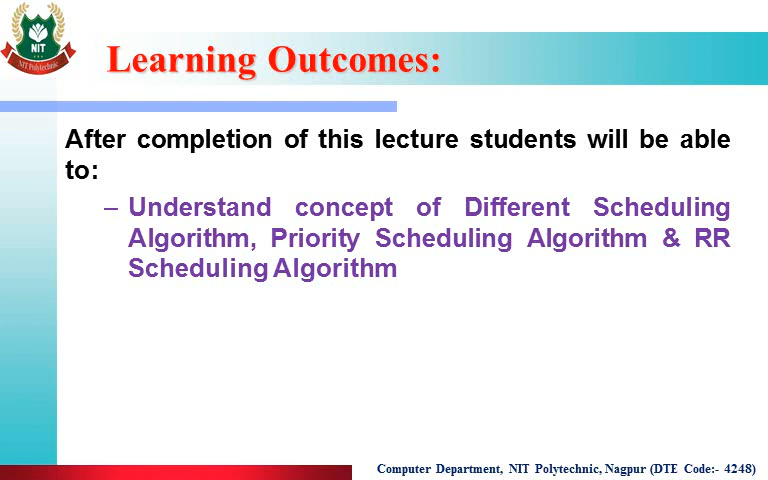 NIT
NIT Polytechnic
Learning Outcomes:
After completion of this lecture students will be able
to:
– Understand concept of Different Scheduling
Algorithm, Priority Scheduling Algorithm & RR
Scheduling Algorithm
Computer Department, NIT Polytechnic, Nagpur (DTE Code:- 4248)